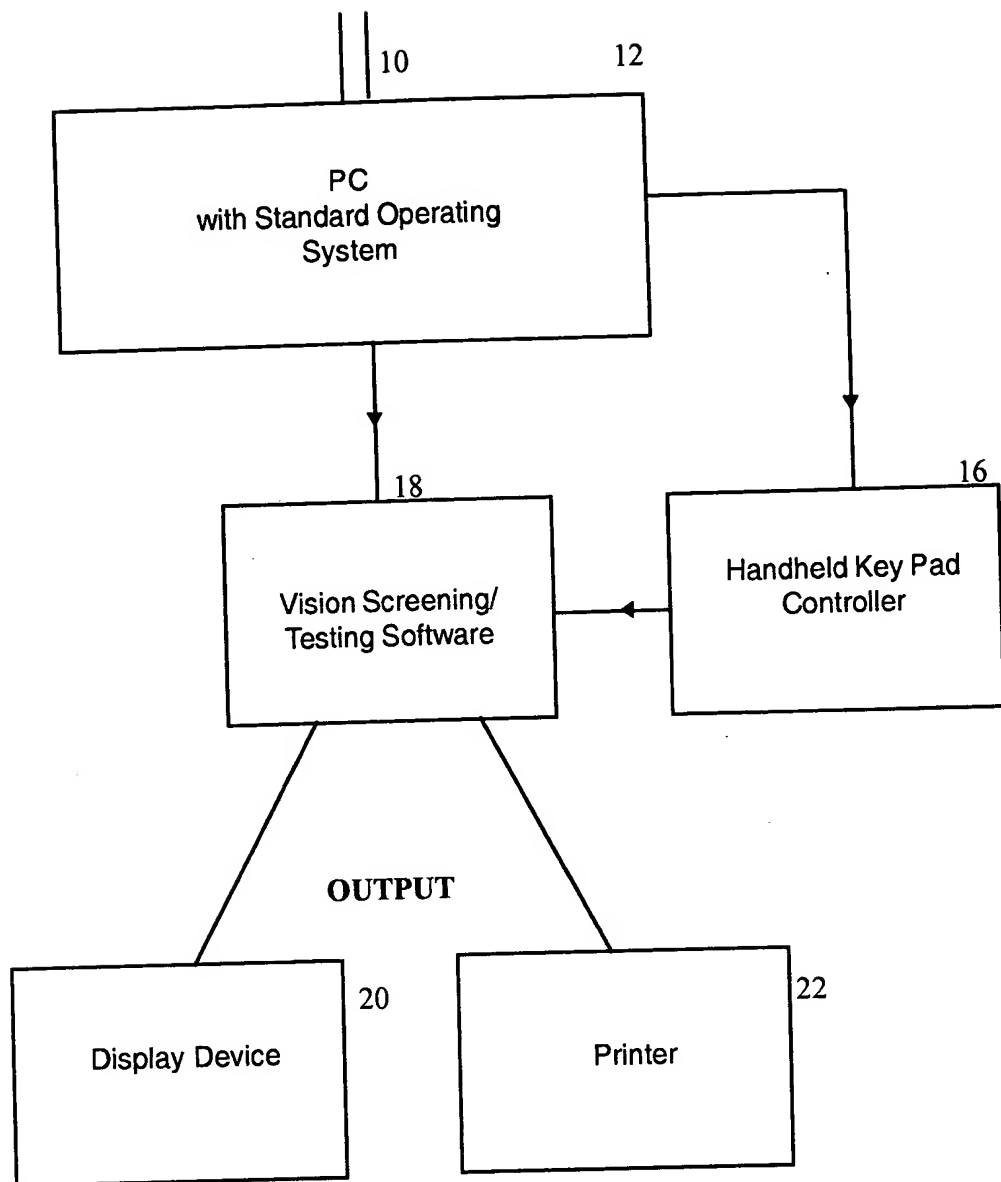 10
12
PC
with Standard Operating
System
18
16
Vision Screening/
Testing Software
Handheld Key Pad
Controller
OUTPUT
20
22
Display Device
Printer